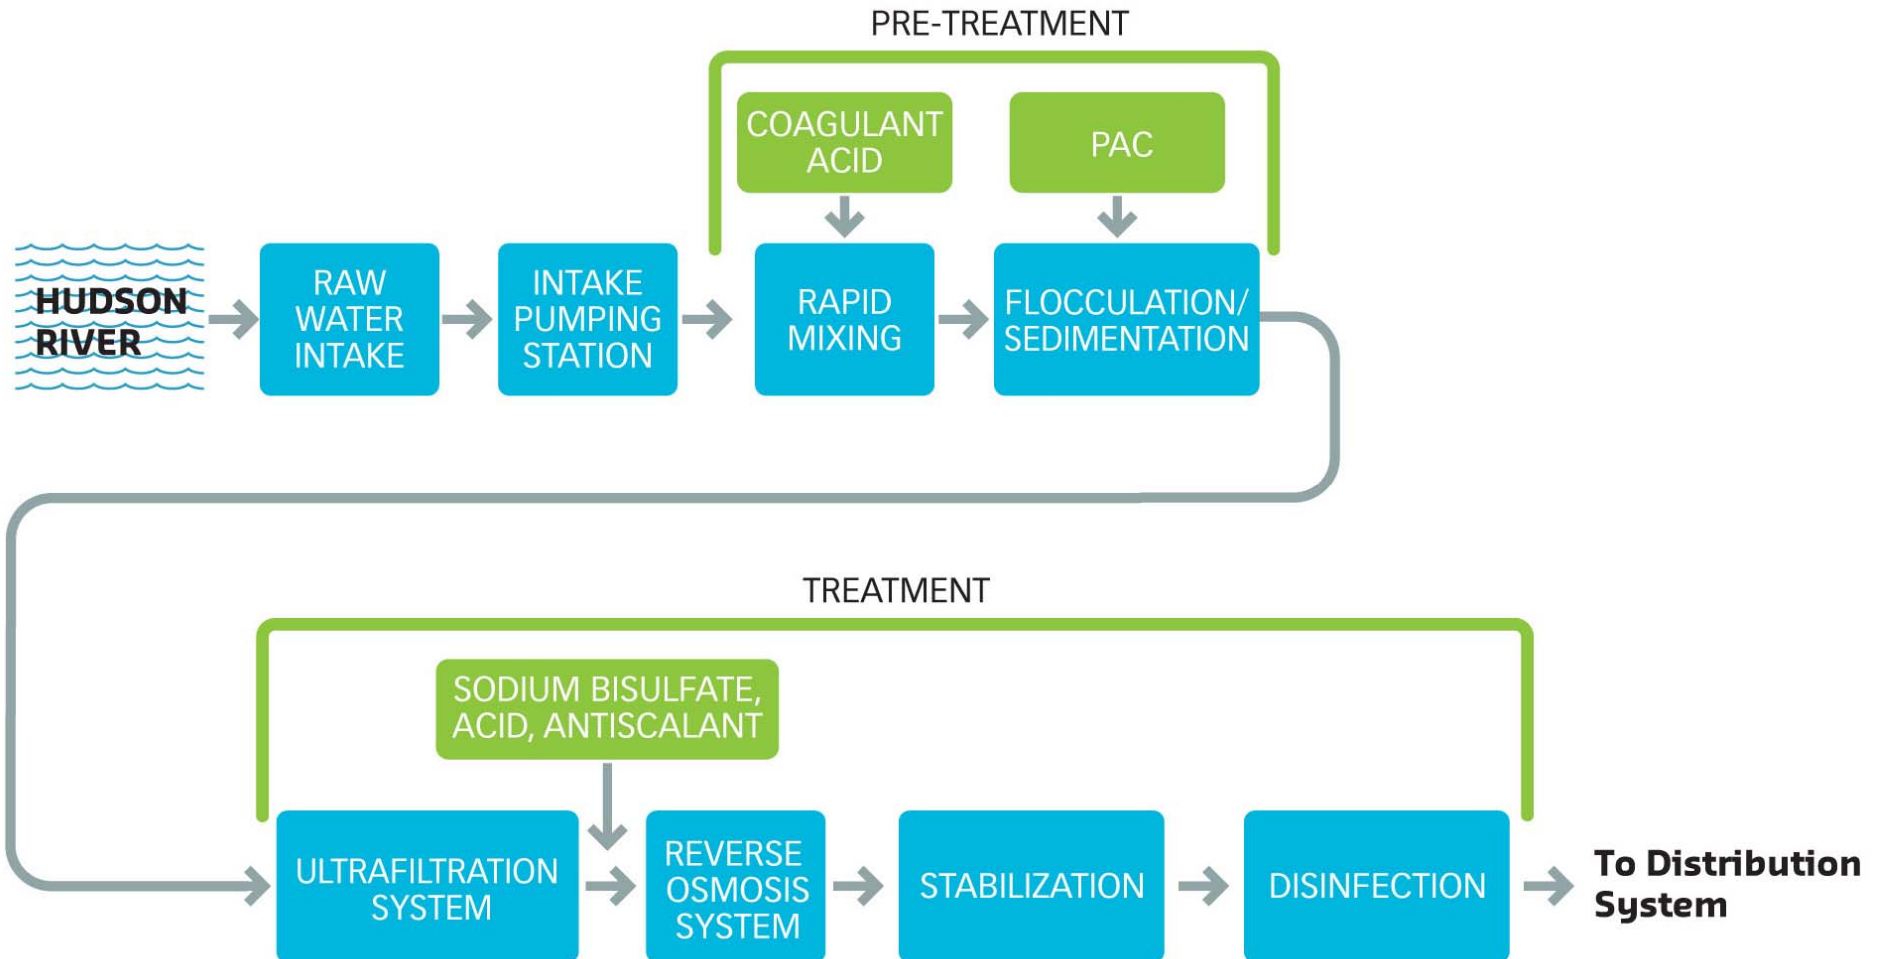 PRE-TREATMENT
COAGULANT
ACID
PAC
HUDSON
RIVER
RAW
WATER
INTAKE
INTAKE
PUMPING
STATION
RAPID
MIXING
FLOCCULATION/
SEDIMENTATION
TREATMENT
SODIUM BISULFATE,
ACID, ANTISCALANT
ULTRAFILTRATION
SYSTEM
REVERSE
OSMOSIS
SYSTEM
STABILIZATION
DISINFECTION
To Distribution
System